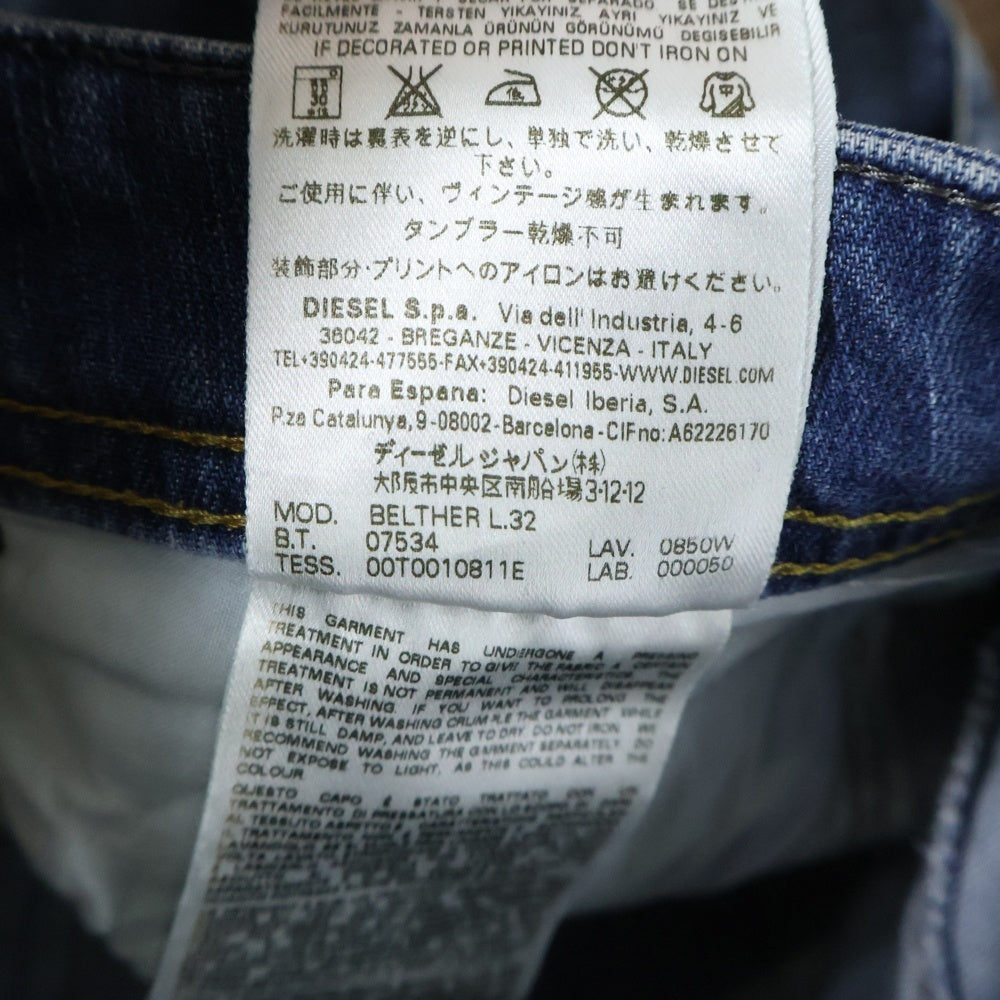 FACILMENTE - TERSTEN YIKAYINIZ AYRI YIKAYINIZ VE
KURUTUNUZ ZAMANLA ÜRÜNÜN GÖRÜNÜMÜ DEGISEBILIR
IF DECORATED OR PRINTED DON'T IRON ON
洗濯時は裏表を逆にし、単独で洗い、乾燥させて
下さい。
ご使用に伴い、ヴィンテージ感が生まれます。
タンブラー乾燥不可
装飾部分·プリントへのアイロンはお避けください。
DIESEL S.p.a. Via dell' Industria, 4-6
36042 - BREGANZE - VICENZA - ITALY
TEL+390424-477555-FAX+390424-411955-WWW.DIESEL.COM
Para Espana: Diesel Iberia, S.A.
P.za Catalunya,9-08002-Barcelona-CIFno:A62226170
ディーゼルジャパン(株)
大阪市中央区南船場3-12-12
MOD. BELTHER L.32
B.T. 07534 LAV. 0850W
TESS. 00T0010811E LAB. 000050
THIS GARMENT HAS UNDERGONE A PRESSING
TREATMENT IN ORDER TO GIVE THE FABRIC A CERTAIN
APPEARANCE AND SPECIAL CHARACTERISTICS. THE
TREATMENT IS NOT PERMANENT AND WILL DISAPPEAR
AFTER WASHING. IF YOU WANT TO PROLONG THE
EFFECT, AFTER WASHING CRUMPLE THE GARMENT WHILE
IT IS STILL DAMP, AND LEAVE TO DRY. DO NOT IRON. WE
RECOMMEND WASHING THE GARMENT SEPARATELY. DO
NOT EXPOSE TO LIGHT, AS THIS COULD ALTER THE
COLOUR
QUESTO CAPO È STATO TRATTATO CON UN
TRATTAMENTO DI PRESSATURA